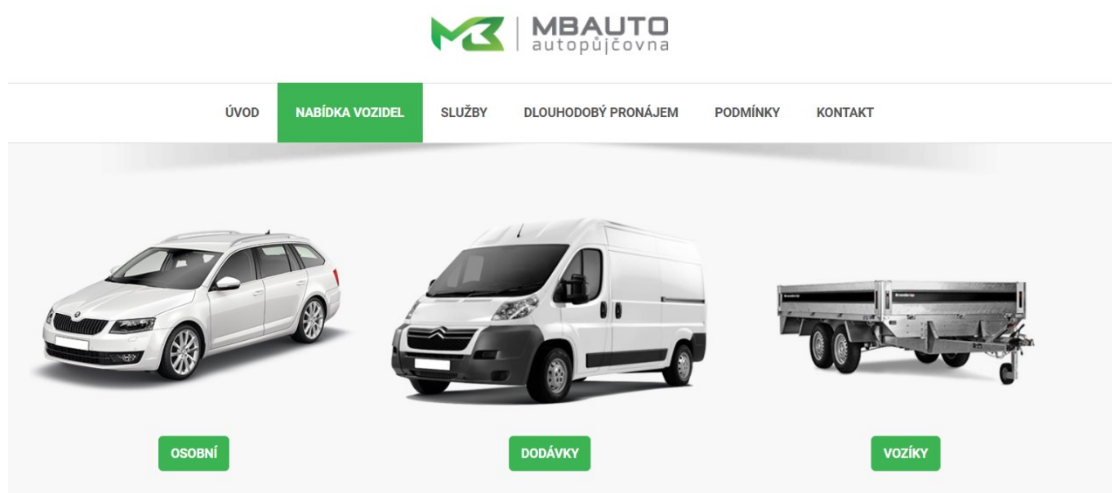 MBAUTO
autopůjčovna
ÚVOD NABÍDKA VOZIDEL SLUŽBY DLOUHODOBÝ PRONÁJEM PODMÍNKY KONTAKT
OSOBNÍ DODÁVKY VOZÍKY